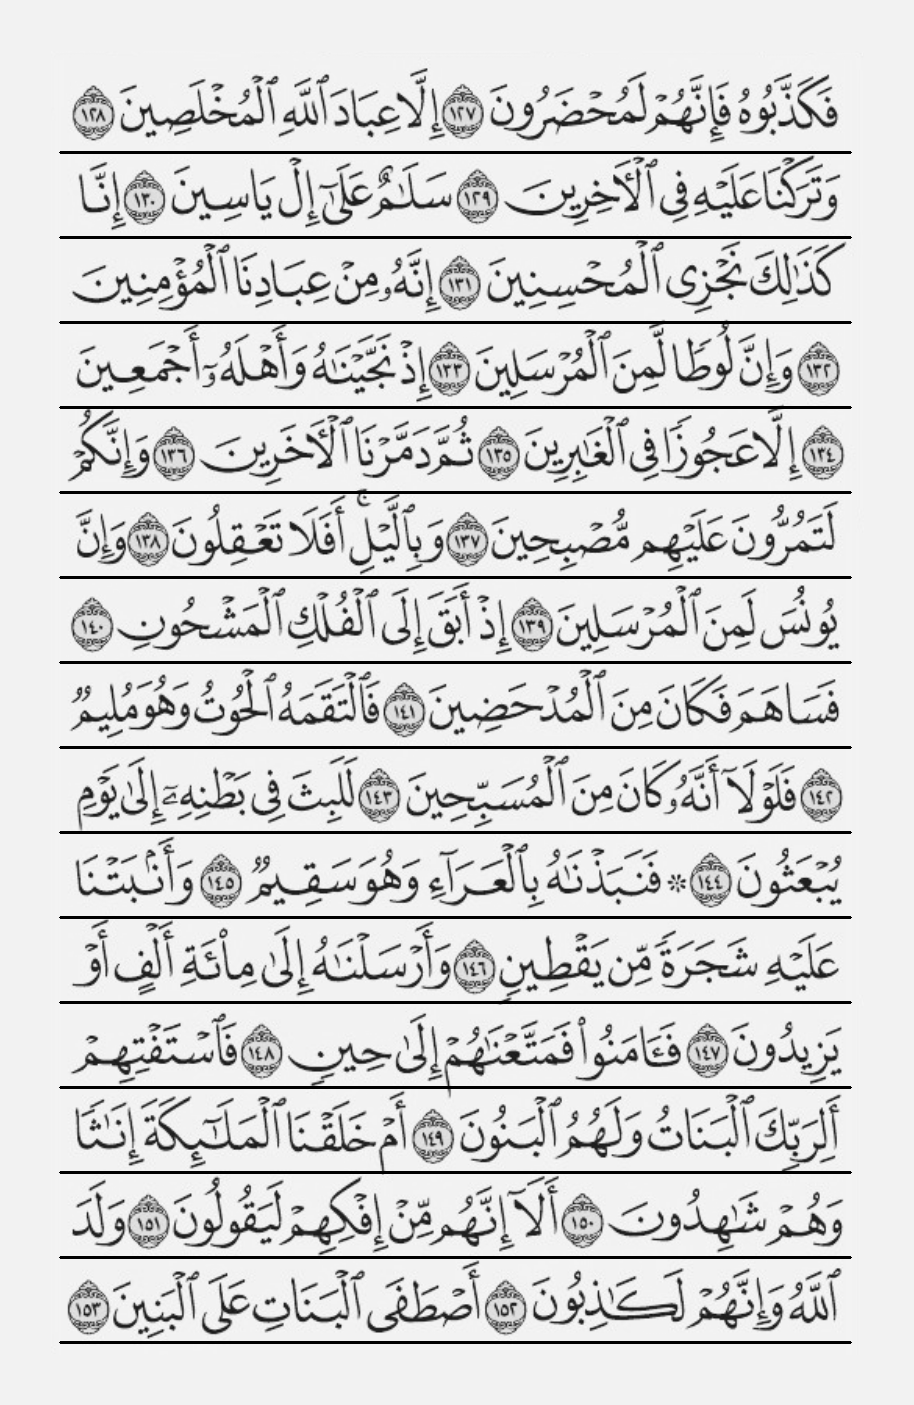 فَكَذَّبُوهُ فَإِنَّهُمۡ لَمُحۡضَرُونَ ١٢٧ إِلَّا عِبَادَ ٱللَّهِ ٱلۡمُخۡلَصِينَ ١٢٨
وَتَرَكۡنَا عَلَيۡهِ فِي ٱلۡأٓخِرِينَ ١٢٩ سَلَٰمٌ عَلَىٰٓ إِلۡ يَاسِينَ ١٣٠ إِنَّا
كَذَٰلِكَ نَجۡزِي ٱلۡمُحۡسِنِينَ ١٣١ إِنَّهُۥ مِنۡ عِبَادِنَا ٱلۡمُؤۡمِنِينَ
١٣٢ وَإِنَّ لُوطٗا لَّمِنَ ٱلۡمُرۡسَلِينَ ١٣٣ إِذۡ نَجَّيۡنَٰهُ وَأَهۡلَهُۥٓ أَجۡمَعِينَ
١٣٤ إِلَّا عَجُوزٗا فِي ٱلۡغَٰبِرِينَ ١٣٥ ثُمَّ دَمَّرۡنَا ٱلۡأٓخَرِينَ ١٣٦ وَإِنَّكُمۡ
لَتَمُرُّونَ عَلَيۡهِم مُّصۡبِحِينَ ١٣٧ وَبِٱلَّيۡلِۚ أَفَلَا تَعۡقِلُونَ ١٣٨ وَإِنَّ
يُونُسَ لَمِنَ ٱلۡمُرۡسَلِينَ ١٣٩ إِذۡ أَبَقَ إِلَى ٱلۡفُلۡكِ ٱلۡمَشۡحُونِ ١٤٠
فَسَاهَمَ فَكَانَ مِنَ ٱلۡمُدۡحَضِينَ ١٤١ فَٱلۡتَقَمَهُ ٱلۡحُوتُ وَهُوَ مُلِيمٞ
١٤٢ فَلَوۡلَآ أَنَّهُۥ كَانَ مِنَ ٱلۡمُسَبِّحِينَ ١٤٣ لَلَبِثَ فِي بَطۡنِهِۦٓ إِلَىٰ يَوۡمِ
يُبۡعَثُونَ ١٤٤ ۞ فَنَبَذۡنَٰهُ بِٱلۡعَرَآءِ وَهُوَ سَقِيمٞ ١٤٥ وَأَنۢبَتۡنَا
عَلَيۡهِ شَجَرَةٗ مِّن يَقۡطِينٖ ١٤٦ وَأَرۡسَلۡنَٰهُ إِلَىٰ مِاْئَةِ أَلۡفٍ أَوۡ
يَزِيدُونَ ١٤٧ فَـَٔامَنُواْ فَمَتَّعۡنَٰهُمۡ إِلَىٰ حِينٖ ١٤٨ فَٱسۡتَفۡتِهِمۡ
أَلِرَبِّكَ ٱلۡبَنَاتُ وَلَهُمُ ٱلۡبَنُونَ ١٤٩ أَمۡ خَلَقۡنَا ٱلۡمَلَٰٓئِكَةَ إِنَٰثٗا
وَهُمۡ شَٰهِدُونَ ١٥٠ أَلَآ إِنَّهُم مِّنۡ إِفۡكِهِمۡ لَيَقُولُونَ ١٥١ وَلَدَ
ٱللَّهُ وَإِنَّهُمۡ لَكَٰذِبُونَ ١٥٢ أَصۡطَفَى ٱلۡبَنَاتِ عَلَى ٱلۡبَنِينَ ١٥٣